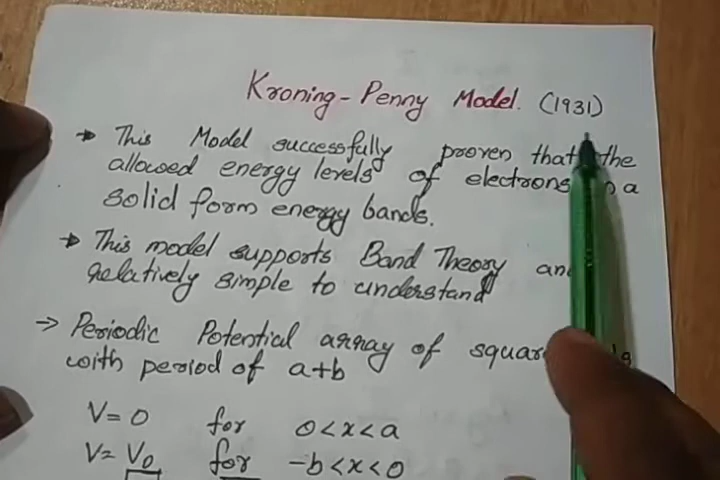 Kroning-Penny Model. (1931)
This Model successfully proven that the
allowed energy levels of electrons a
solid form energy bands.
This model supports Band Theory
Relatively simple to understand
→ Periodic Potential array of
with period of a+b
V = 0 for 0<x<a
V = V₀ for -b<x<0